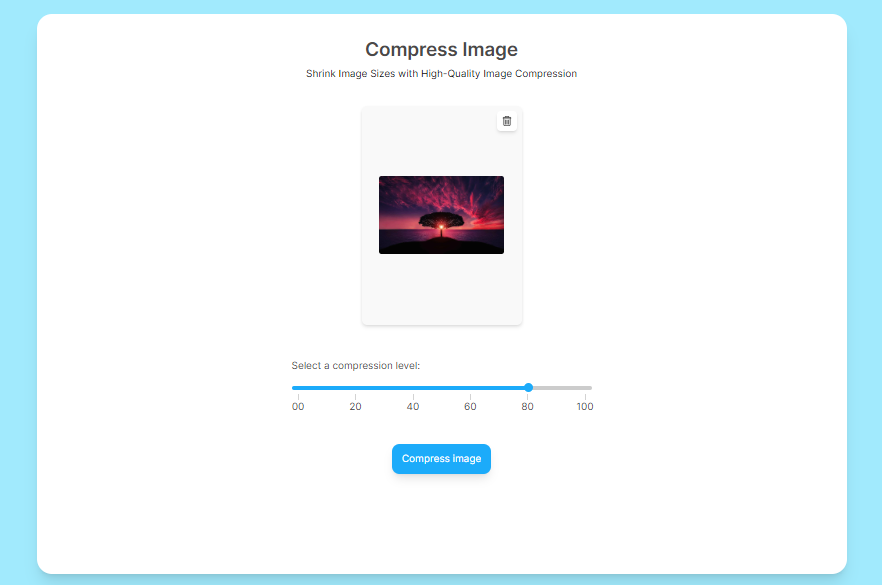 Compress Image
Shrink Image Sizes with High-Quality Image Compression
Select a compression level:
00 20 40 60 80 100
Compress image